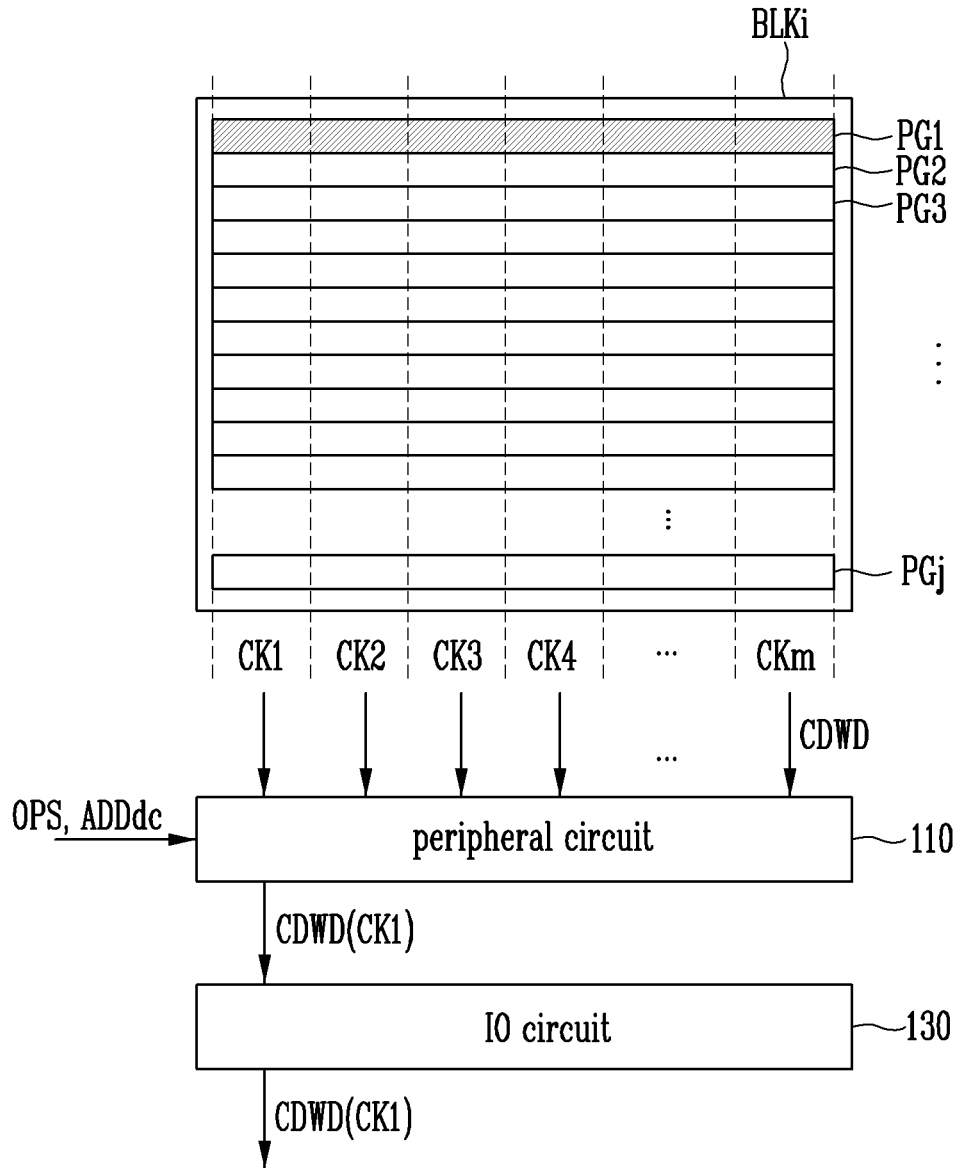 BLKi
PG1
PG2
PG3
⋮
⋮
PGj
CK1 CK2 CK3 CK4 ... CKm
CDWD
...
OPS, ADDdc
peripheral circuit
110
CDWD(CK1)
IO circuit
130
CDWD(CK1)